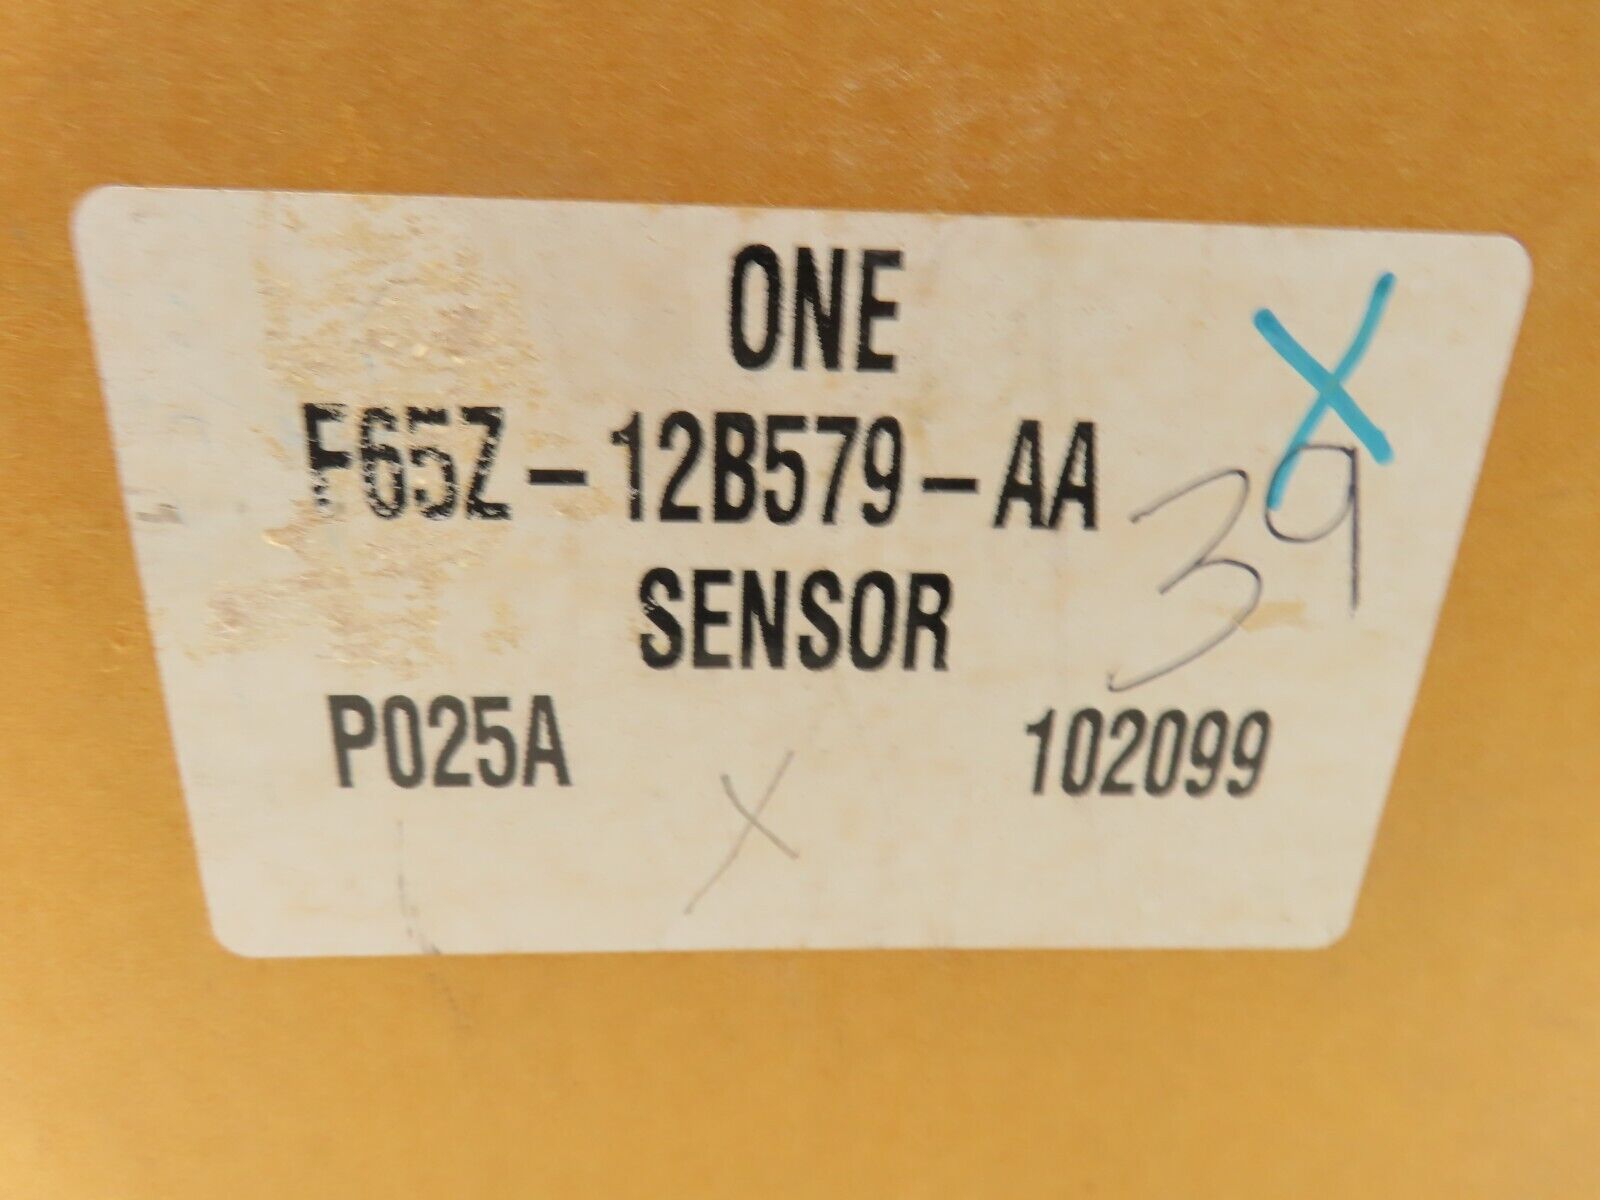 ONE
X
F65Z-12B579-AA
39
SENSOR
P025A 102099
X